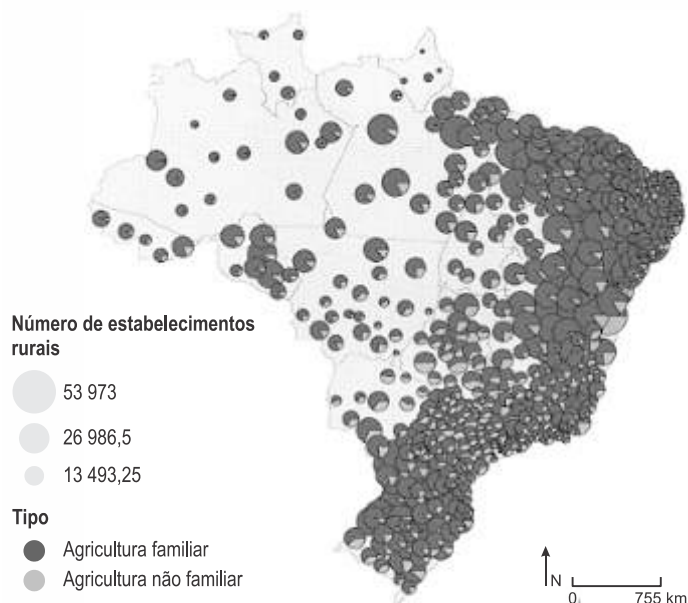 Número de estabelecimentos
rurais
53 973
26 986,5
13 493,25
Tipo
Agricultura familiar
Agricultura não familiar
N
0 755 km